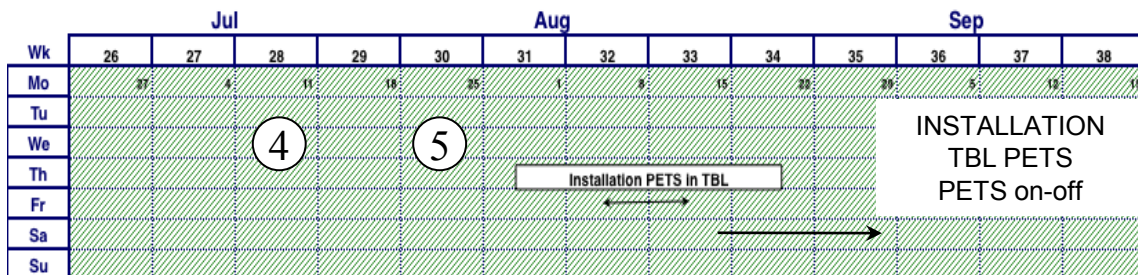 Jul Aug Sep
Wk 26 27 28 29 30 31 32 33 34 35 36 37 38
Mo 27 4 11 18 25 1 8 15 22 29 5 12
Tu
INSTALLATION
We 4 5
TBL PETS
Th Installation PETS in TBL
PETS on-off
Fr
Sa
Su